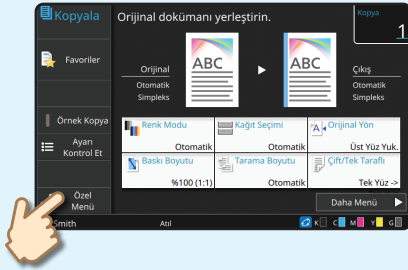 Kopyala
Orijinal dokümanı yerleştirin.
Kopya
1
Favoriler
Orijinal
Otomatik
Simpleks
ABC
ABC
Çıkış
Otomatik
Simpleks
Örnek Kopya
Ayarı
Kontrol Et
Renk Modu
Otomatik
Kağıt Seçimi
Otomatik
A
Orijinal Yön
Üst Yüz Yuk.
Baskı Boyutu
%100 (1:1)
Tarama Boyutu
Otomatik
Çift/Tek Taraflı
Tek Yüz ->
Özel
Menü
Daha Menü
Smith
Atıl
K
C
M
Y
G